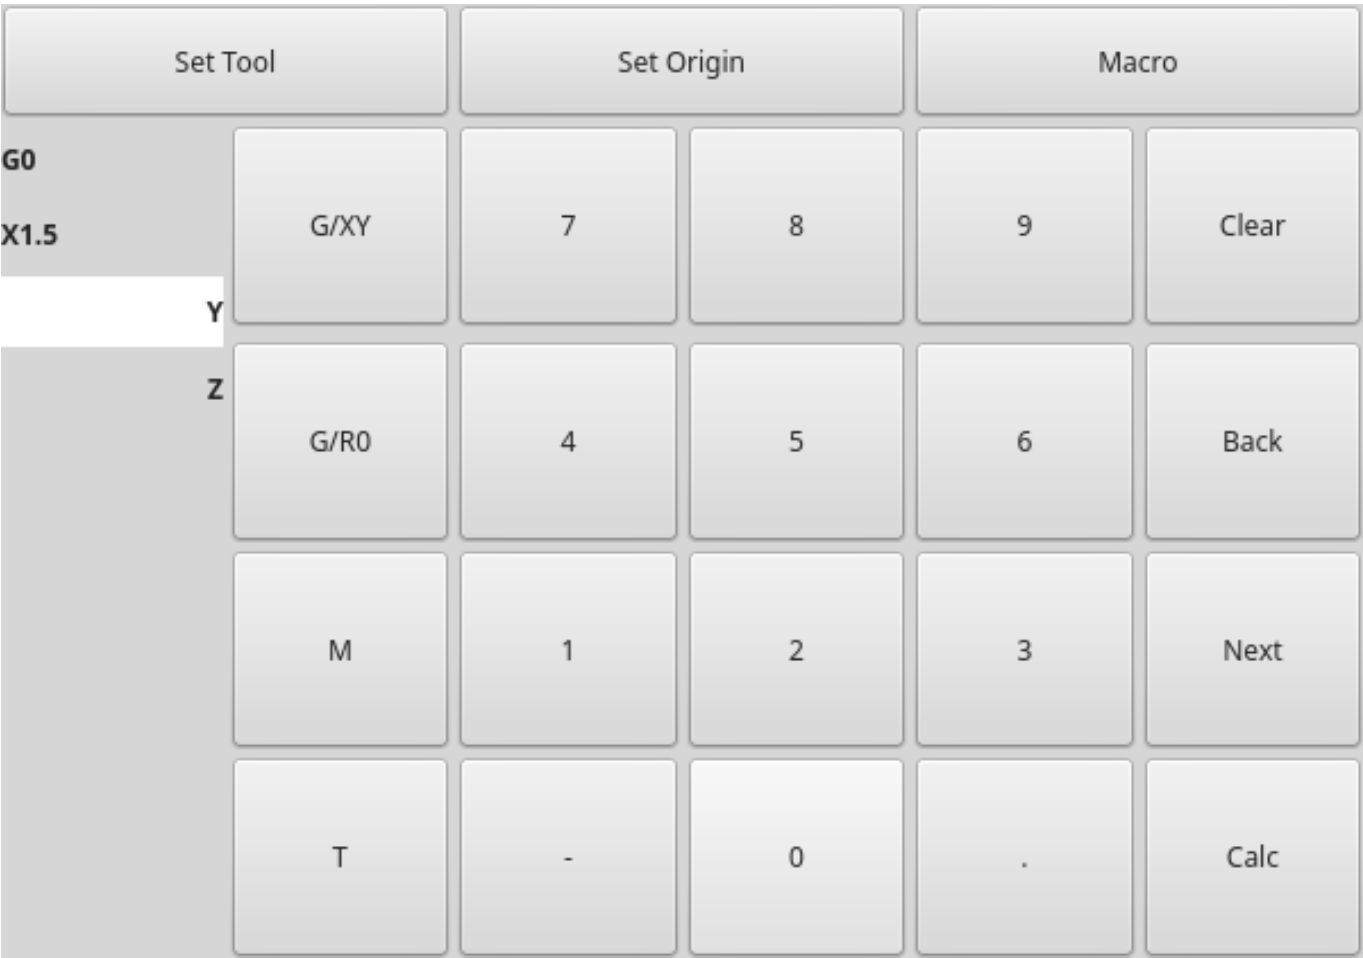 Set Tool Set Origin Macro
G0
X1.5
Y
Z
G/XY 7 8 9 Clear
G/R0 4 5 6 Back
M 1 2 3 Next
T - 0 . Calc